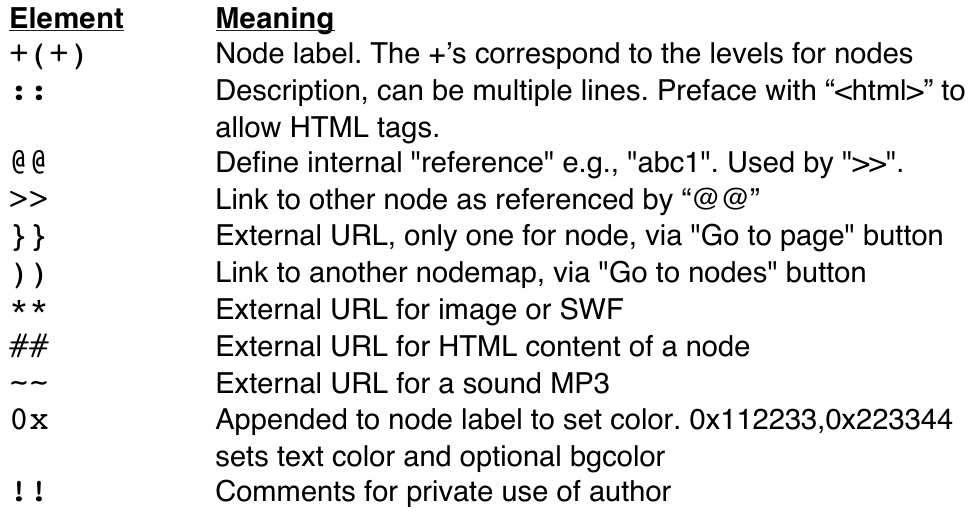 Element Meaning
+(+) Node label. The +’s correspond to the levels for nodes
:: Description, can be multiple lines. Preface with “<html>” to
allow HTML tags.
@@ Define internal "reference" e.g., "abc1". Used by ">>".
>> Link to other node as referenced by “@@”
}} External URL, only one for node, via "Go to page" button
)) Link to another nodemap, via "Go to nodes" button
** External URL for image or SWF
## External URL for HTML content of a node
~~ External URL for a sound MP3
0x Appended to node label to set color. 0x112233,0x223344
sets text color and optional bgcolor
!! Comments for private use of author